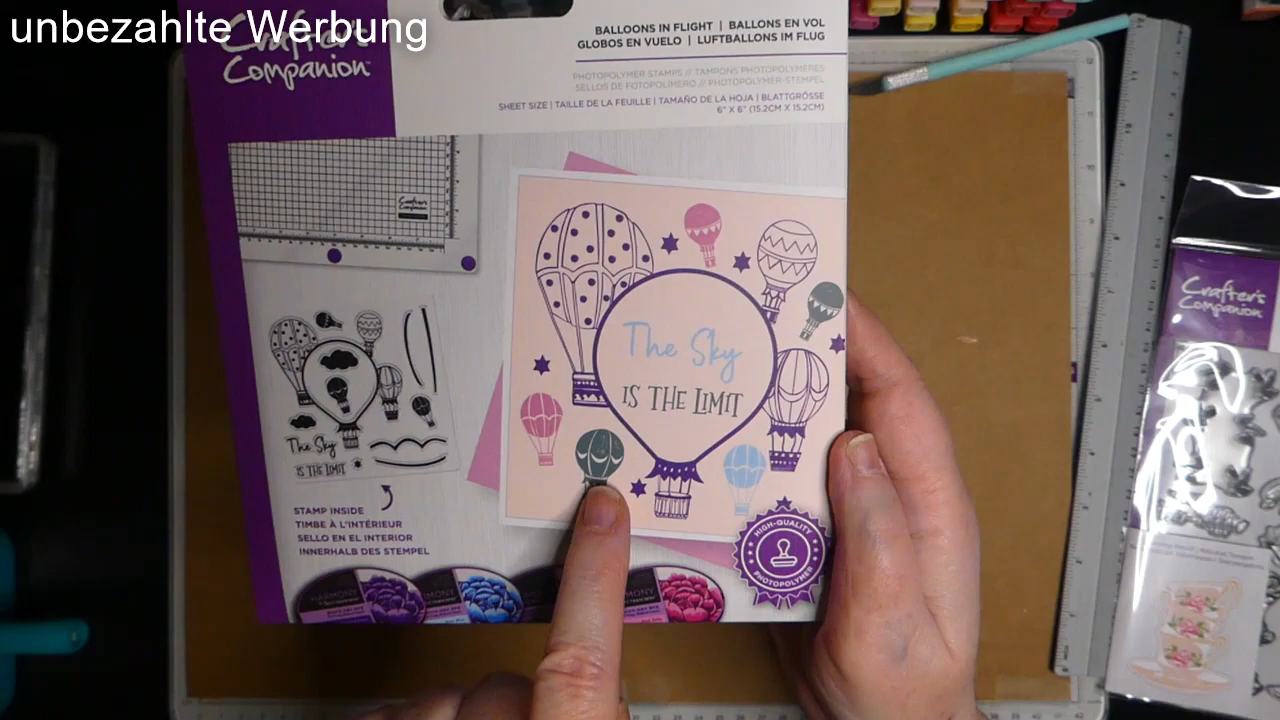 unbezahlte Werbung
Crafter's
Companion
BALLOONS IN FLIGHT | BALLONS EN VOL
GLOBOS EN VUELO | LUFTBALLONS IM FLUG
PHOTOPOLYMER STAMPS // TAMPONS PHOTOPOLYMÈRES
SELLOS DE FOTOPOLÍMERO // PHOTOPOLYMER-STEMPEL
SHEET SIZE | TAILLE DE LA FEUILLE | TAMAÑO DE LA HOJA | BLATTGRÖSSE
6" X 6" (15.2CM X 15.2CM)
Crafter's
Companion
The Sky
IS THE LIMIT
The Sky
IS THE LIMIT
STAMP INSIDE
TIMBE À L'INTÉRIEUR
SELLO EN EL INTERIOR
INNERHALB DES STEMPEL
HIGH-QUALITY
PHOTOPOLYMER
HARMONY
Crafter's
Companion